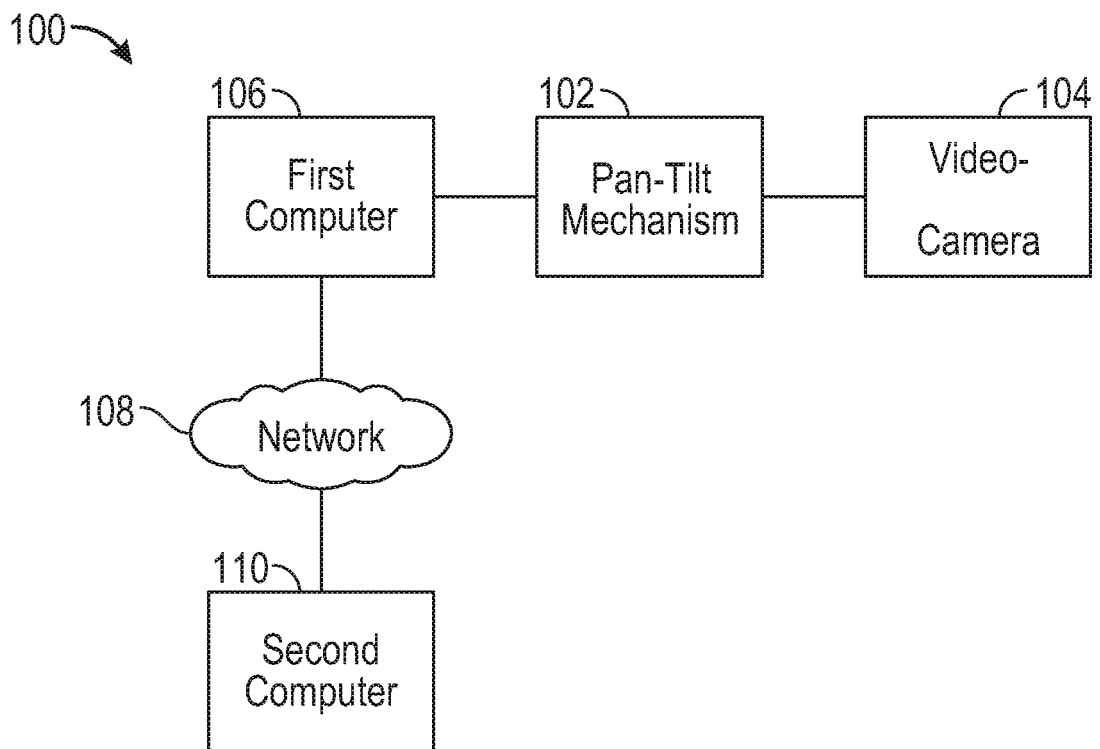 100
106
102
104
First
Computer
Pan-Tilt
Mechanism
Video-
Camera
108
Network
110
Second
Computer